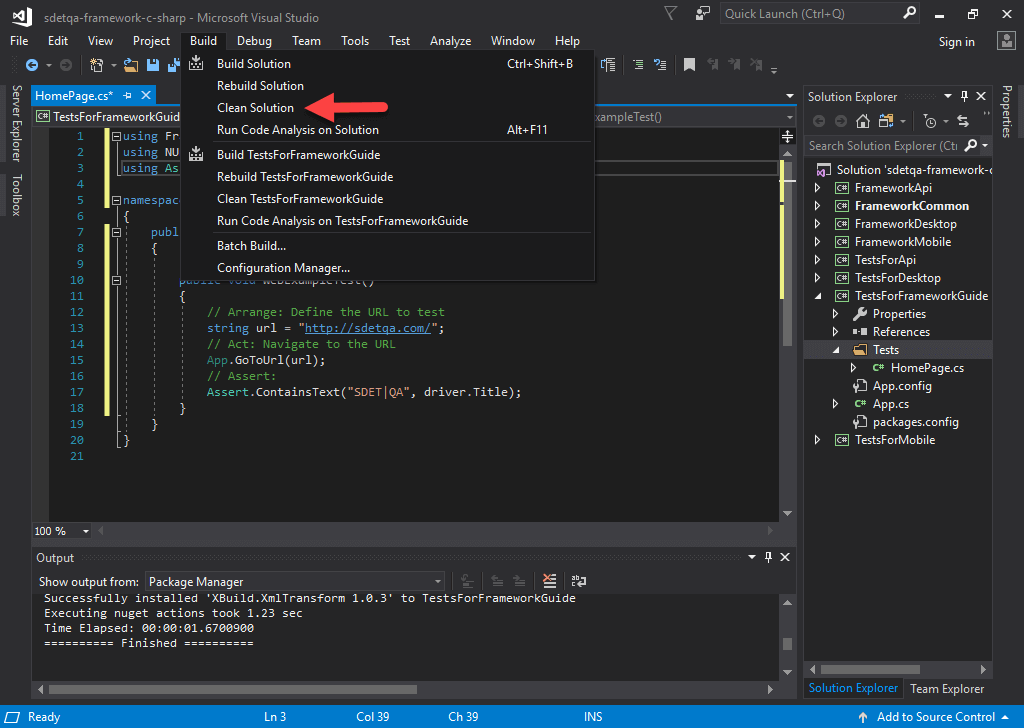 sdetqa-framework-c-sharp - Microsoft Visual Studio
Quick Launch (Ctrl+Q)
File Edit View Project Build Debug Team Tools Test Analyze Window Help
Sign in
Build Solution Ctrl+Shift+B
Rebuild Solution
Clean Solution
Run Code Analysis on Solution Alt+F11
Build TestsForFrameworkGuide
Rebuild TestsForFrameworkGuide
Clean TestsForFrameworkGuide
Run Code Analysis on TestsForFrameworkGuide
Batch Build...
Configuration Manager...
Server Explorer
Toolbox
HomePage.cs*
TestsForFrameworkGuid
xampleTest()
1 using Fr
2 using NU
3 using As
4
5 namespace
6 {
7 publ
8 {
9
10 public void WebExampleTest()
11 {
12 // Arrange: Define the URL to test
13 string url = "http://sdetqa.com/";
14 // Act: Navigate to the URL
15 App.GoToUrl(url);
16 // Assert:
17 Assert.ContainsText("SDET|QA", driver.Title);
18 }
19 }
20 }
21
100 %
Output
Show output from: Package Manager
Successfully installed 'XBuild.XmlTransform 1.0.3' to TestsForFrameworkGuide
Executing nuget actions took 1.23 sec
Time Elapsed: 00:00:01.6700900
========== Finished ==========
Solution Explorer
Search Solution Explorer (Ctrl
Solution 'sdetqa-framework-c
C# FrameworkApi
C# FrameworkCommon
C# FrameworkDesktop
C# FrameworkMobile
C# TestsForApi
C# TestsForDesktop
C# TestsForFrameworkGuide
Properties
References
Tests
C# HomePage.cs
App.config
C# App.cs
packages.config
C# TestsForMobile
Solution Explorer Team Explorer
Properties
Ready Ln 3 Col 39 Ch 39 INS Add to Source Control